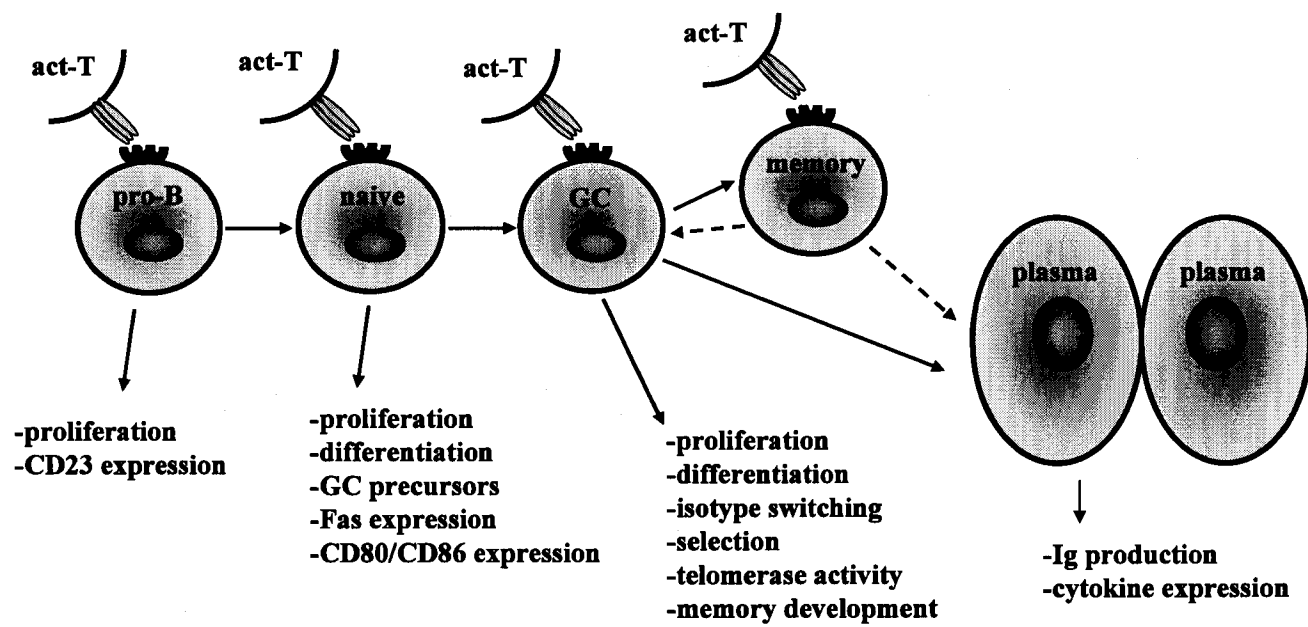 act-T
act-T
act-T
act-T
pro-B
naive
GC
memory
plasma
plasma
-proliferation
-CD23 expression
-proliferation
-differentiation
-GC precursors
-Fas expression
-CD80/CD86 expression
-proliferation
-differentiation
-isotype switching
-selection
-telomerase activity
-memory development
-Ig production
-cytokine expression